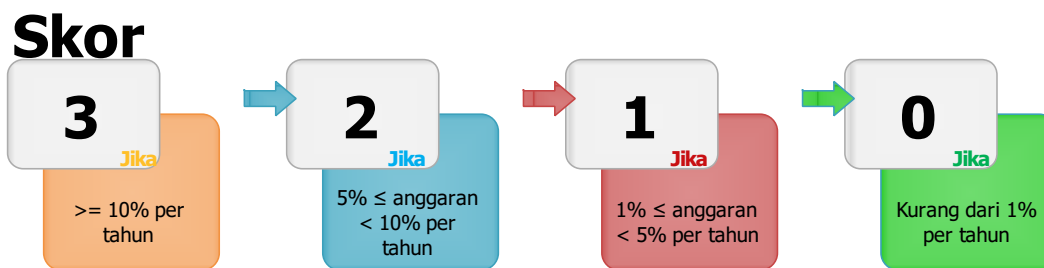 Skor
3
Jika
>= 10% per
tahun
2
Jika
5% ≤ anggaran
< 10% per
tahun
1
Jika
1% ≤ anggaran
< 5% per tahun
0
Jika
Kurang dari 1%
per tahun